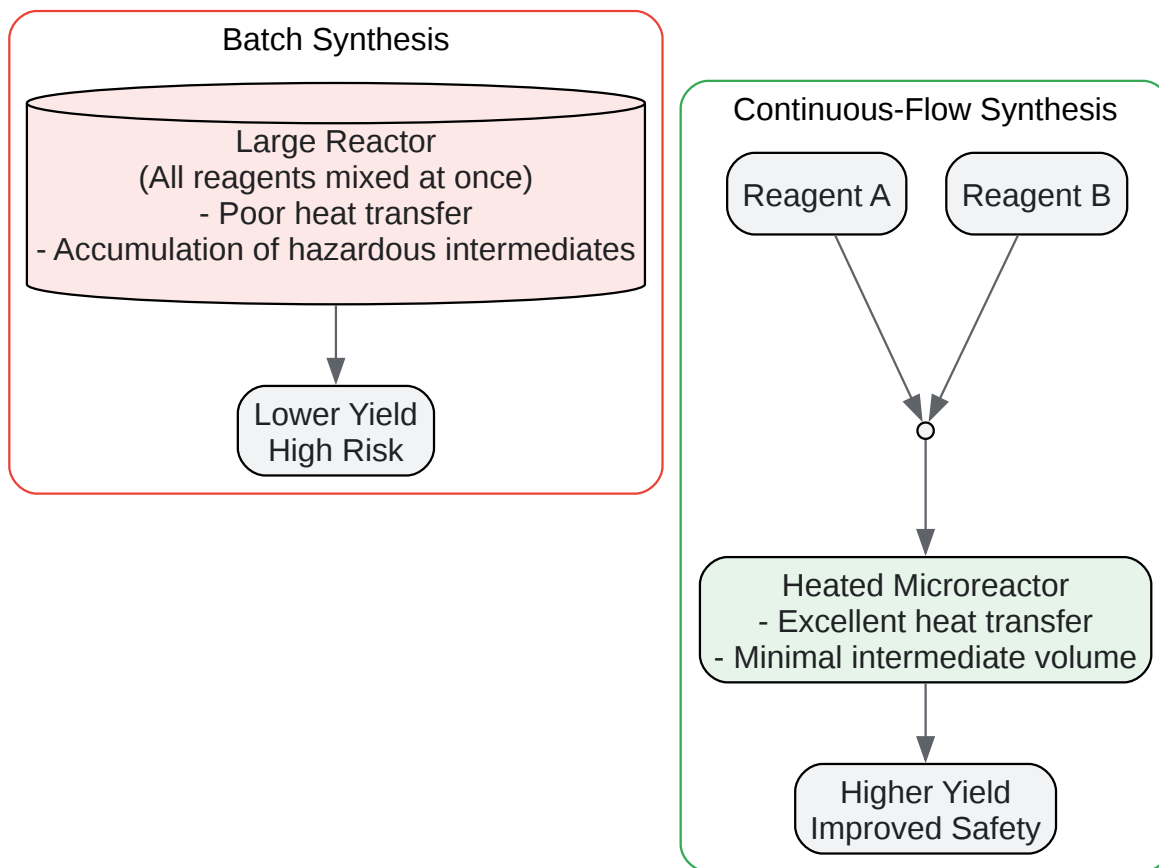 Batch Synthesis
Large Reactor
(All reagents mixed at once)
- Poor heat transfer
- Accumulation of hazardous intermediates
Lower Yield
High Risk
Continuous-Flow Synthesis
Reagent A
Reagent B
Heated Microreactor
- Excellent heat transfer
- Minimal intermediate volume
Higher Yield
Improved Safety